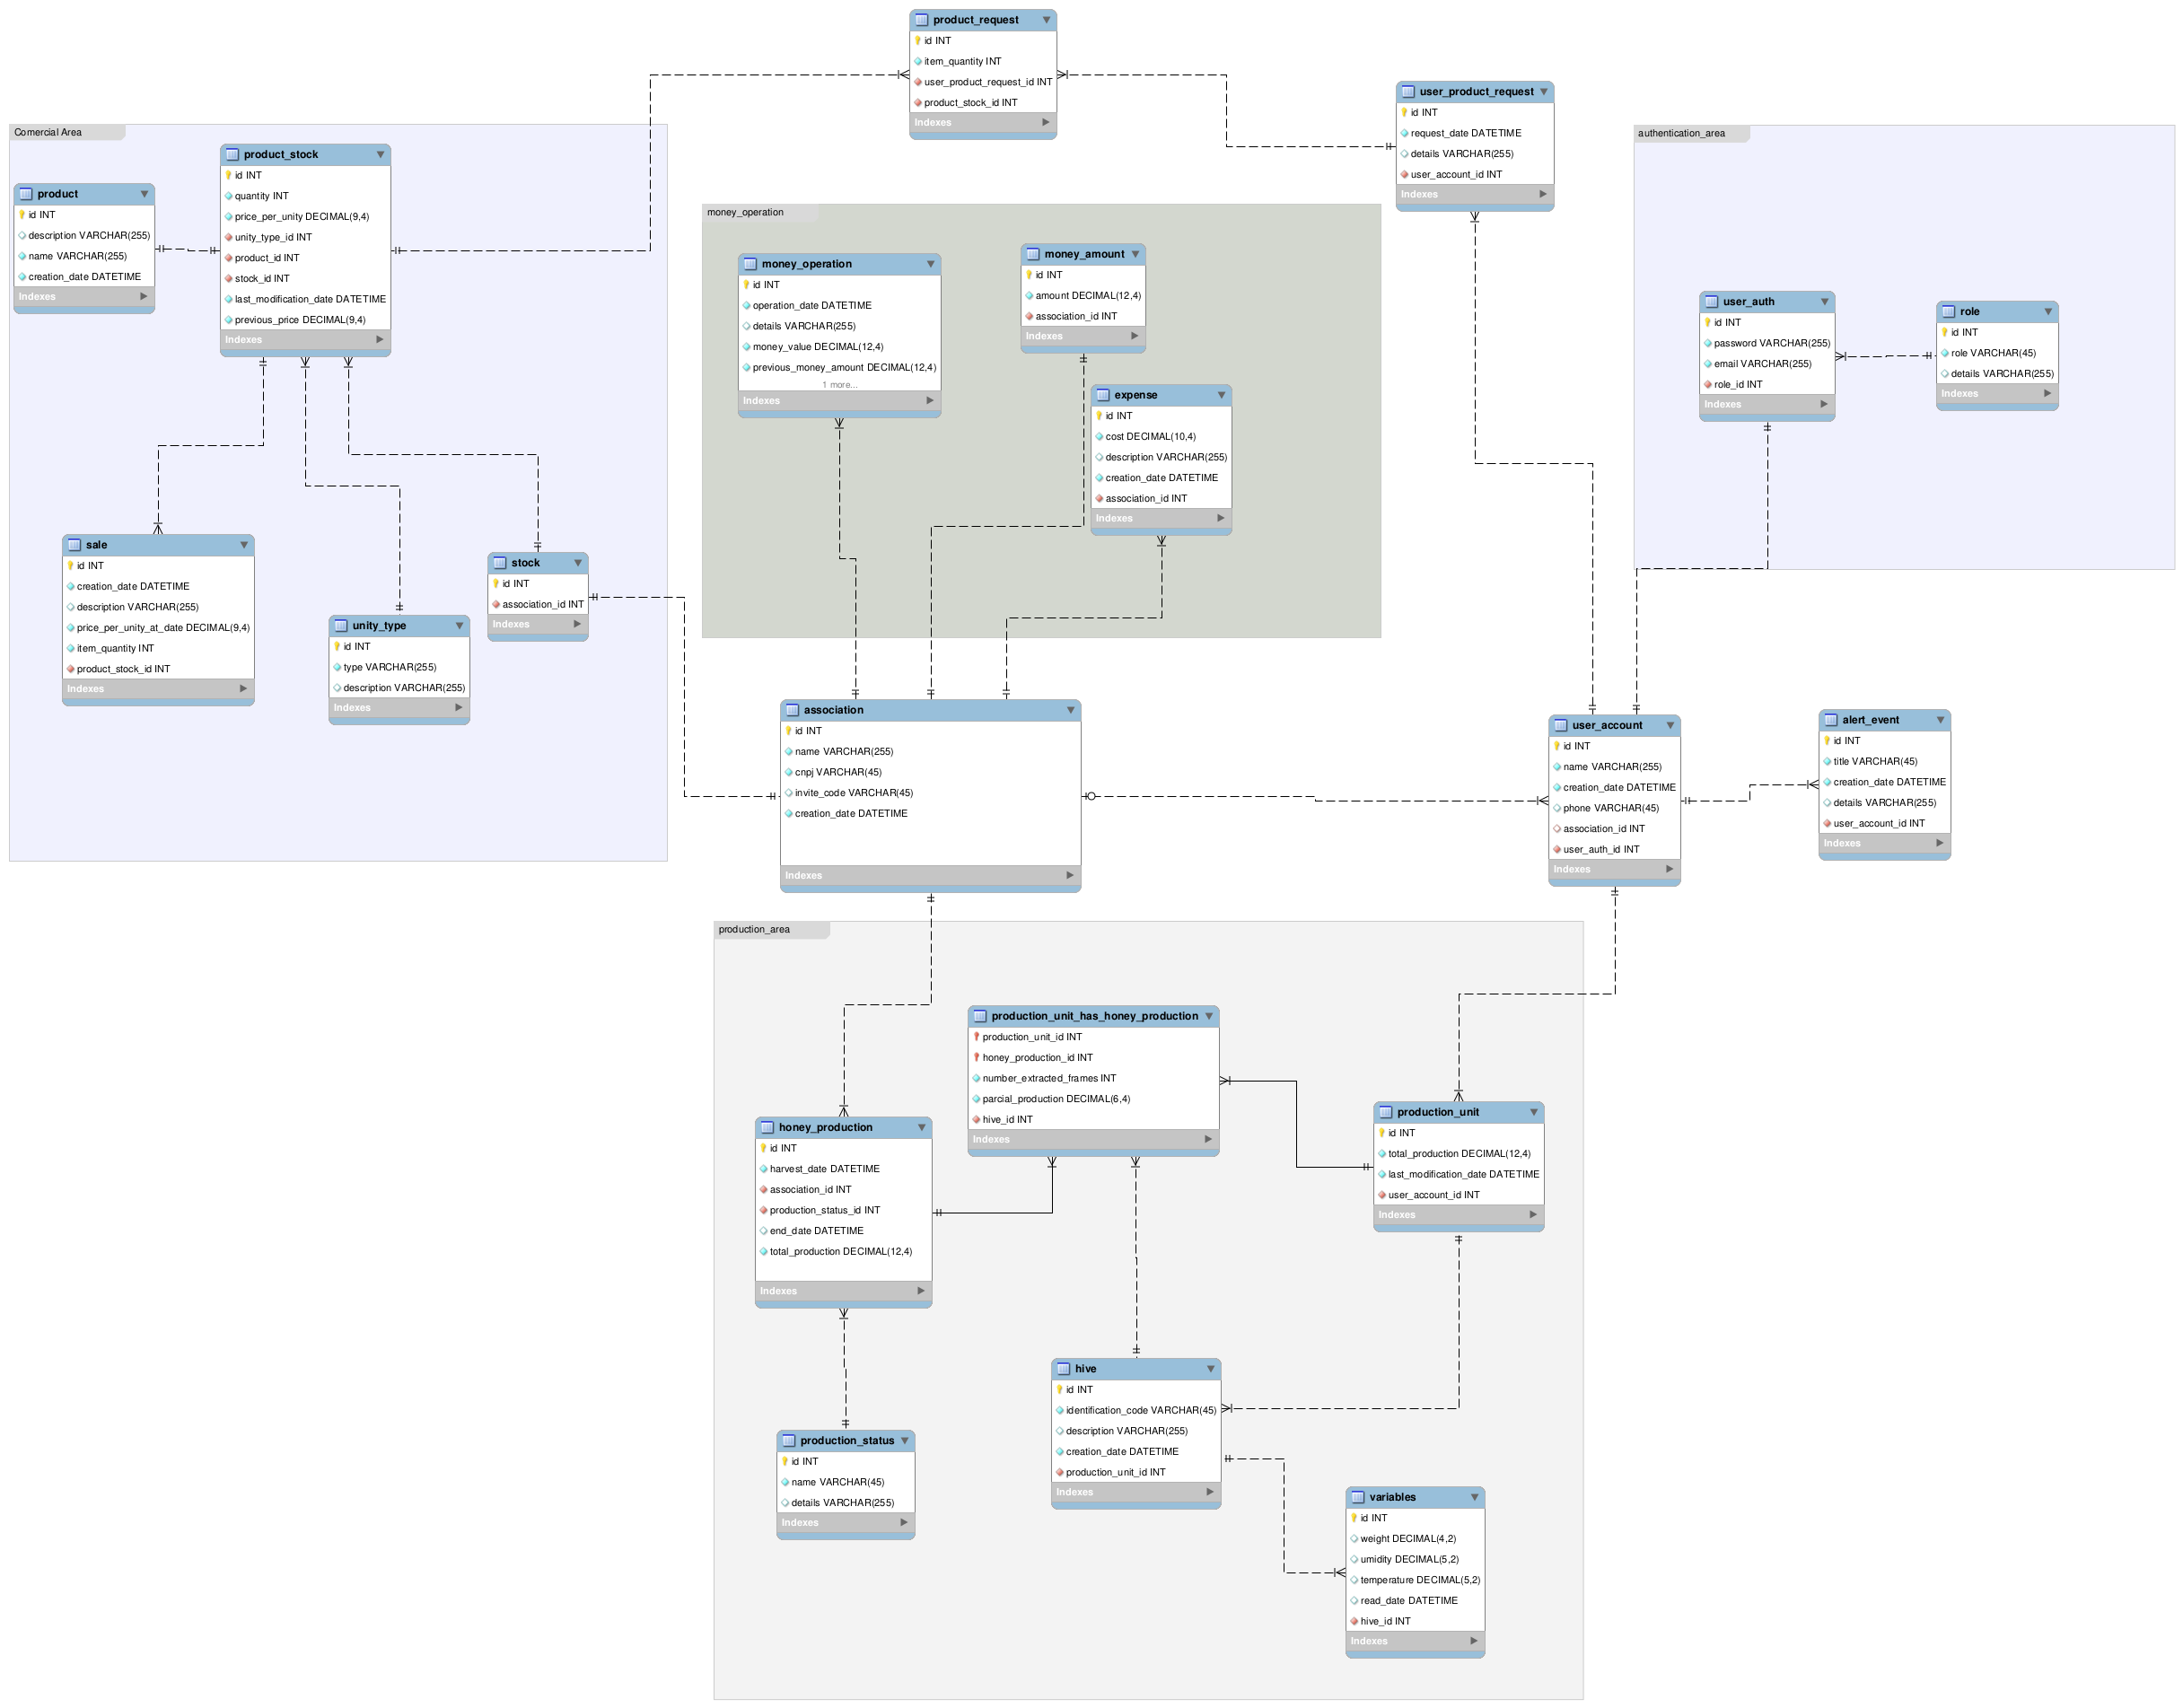 product_request
id INT
item_quantity INT
user_product_request_id INT
product_stock_id INT
Indexes
user_product_request
id INT
request_date DATETIME
details VARCHAR(255)
user_account_id INT
Indexes
Comercial Area
product_stock
id INT
quantity INT
price_per_unity DECIMAL(9,4)
unity_type_id INT
product_id INT
stock_id INT
last_modification_date DATETIME
previous_price DECIMAL(9,4)
Indexes
product
id INT
description VARCHAR(255)
name VARCHAR(255)
creation_date DATETIME
Indexes
sale
id INT
creation_date DATETIME
description VARCHAR(255)
price_per_unity_at_date DECIMAL(9,4)
item_quantity INT
product_stock_id INT
Indexes
unity_type
id INT
type VARCHAR(255)
description VARCHAR(255)
Indexes
stock
id INT
association_id INT
Indexes
money_operation
money_operation
id INT
operation_date DATETIME
details VARCHAR(255)
money_value DECIMAL(12,4)
previous_money_amount DECIMAL(12,4)
1 more...
Indexes
money_amount
id INT
amount DECIMAL(12,4)
association_id INT
Indexes
expense
id INT
cost DECIMAL(10,4)
description VARCHAR(255)
creation_date DATETIME
association_id INT
Indexes
authentication_area
user_auth
id INT
password VARCHAR(255)
email VARCHAR(255)
role_id INT
Indexes
role
id INT
role VARCHAR(45)
details VARCHAR(255)
Indexes
association
id INT
name VARCHAR(255)
cnpj VARCHAR(45)
invite_code VARCHAR(45)
creation_date DATETIME
Indexes
user_account
id INT
name VARCHAR(255)
creation_date DATETIME
phone VARCHAR(45)
association_id INT
user_auth_id INT
Indexes
alert_event
id INT
title VARCHAR(45)
creation_date DATETIME
details VARCHAR(255)
user_account_id INT
Indexes
production_area
production_unit_has_honey_production
production_unit_id INT
honey_production_id INT
number_extracted_frames INT
parcial_production DECIMAL(6,4)
hive_id INT
Indexes
honey_production
id INT
harvest_date DATETIME
association_id INT
production_status_id INT
end_date DATETIME
total_production DECIMAL(12,4)
Indexes
production_unit
id INT
total_production DECIMAL(12,4)
last_modification_date DATETIME
user_account_id INT
Indexes
hive
id INT
identification_code VARCHAR(45)
description VARCHAR(255)
creation_date DATETIME
production_unit_id INT
Indexes
production_status
id INT
name VARCHAR(45)
details VARCHAR(255)
Indexes
variables
id INT
weight DECIMAL(4,2)
umidity DECIMAL(5,2)
temperature DECIMAL(5,2)
read_date DATETIME
hive_id INT
Indexes